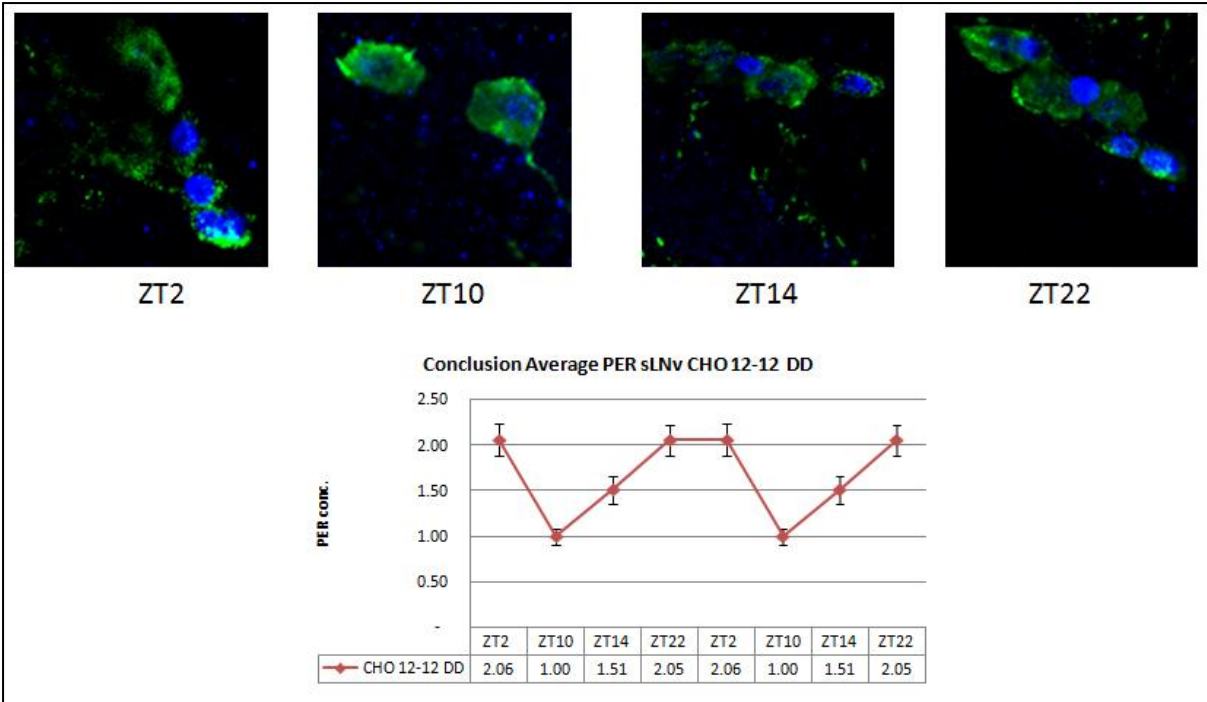 ZT2 ZT10 ZT14 ZT22
Conclusion Average PER sLNv CHO 12-12 DD
PER conc.
2.50
2.00
1.50
1.00
0.50
-
ZT2 ZT10 ZT14 ZT22 ZT2 ZT10 ZT14 ZT22
CHO 12-12 DD 2.06 1.00 1.51 2.05 2.06 1.00 1.51 2.05